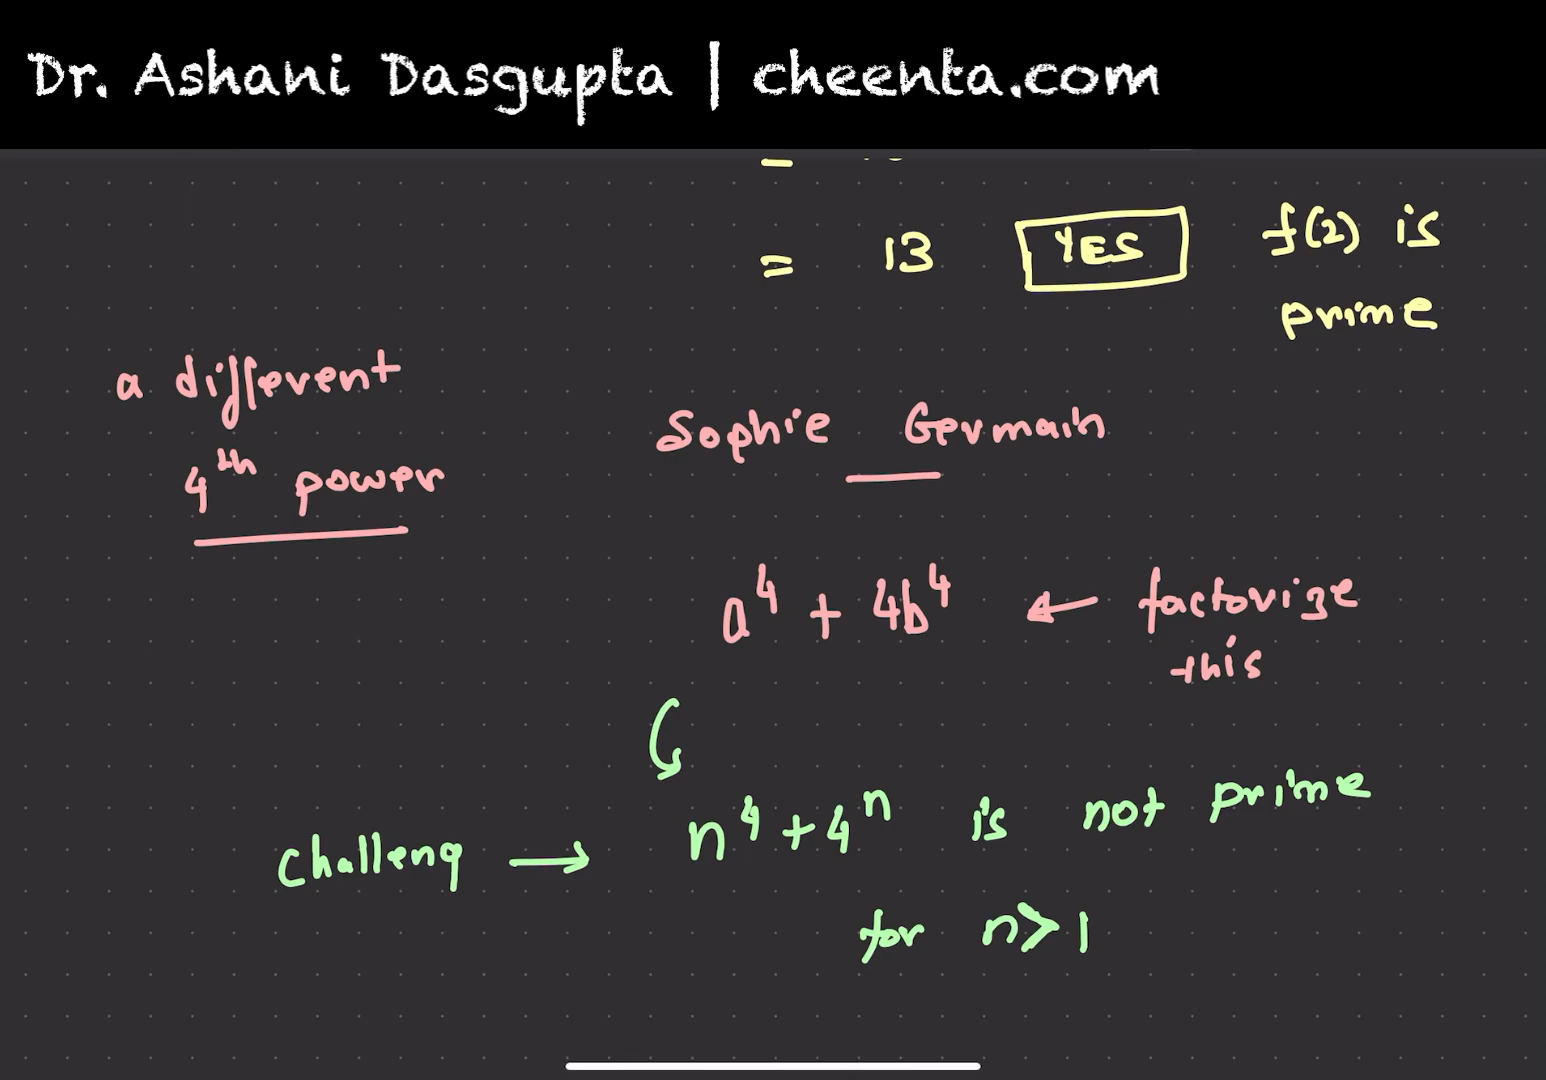 Dr. Ashani Dasgupta | cheenta.com
= 13 YES f(2) is
prime
a different
4th power
Sophie Germain
a⁴ + 4b⁴ ← factorize
this
Challeng → n⁴ + 4ⁿ is not prime
for n > 1